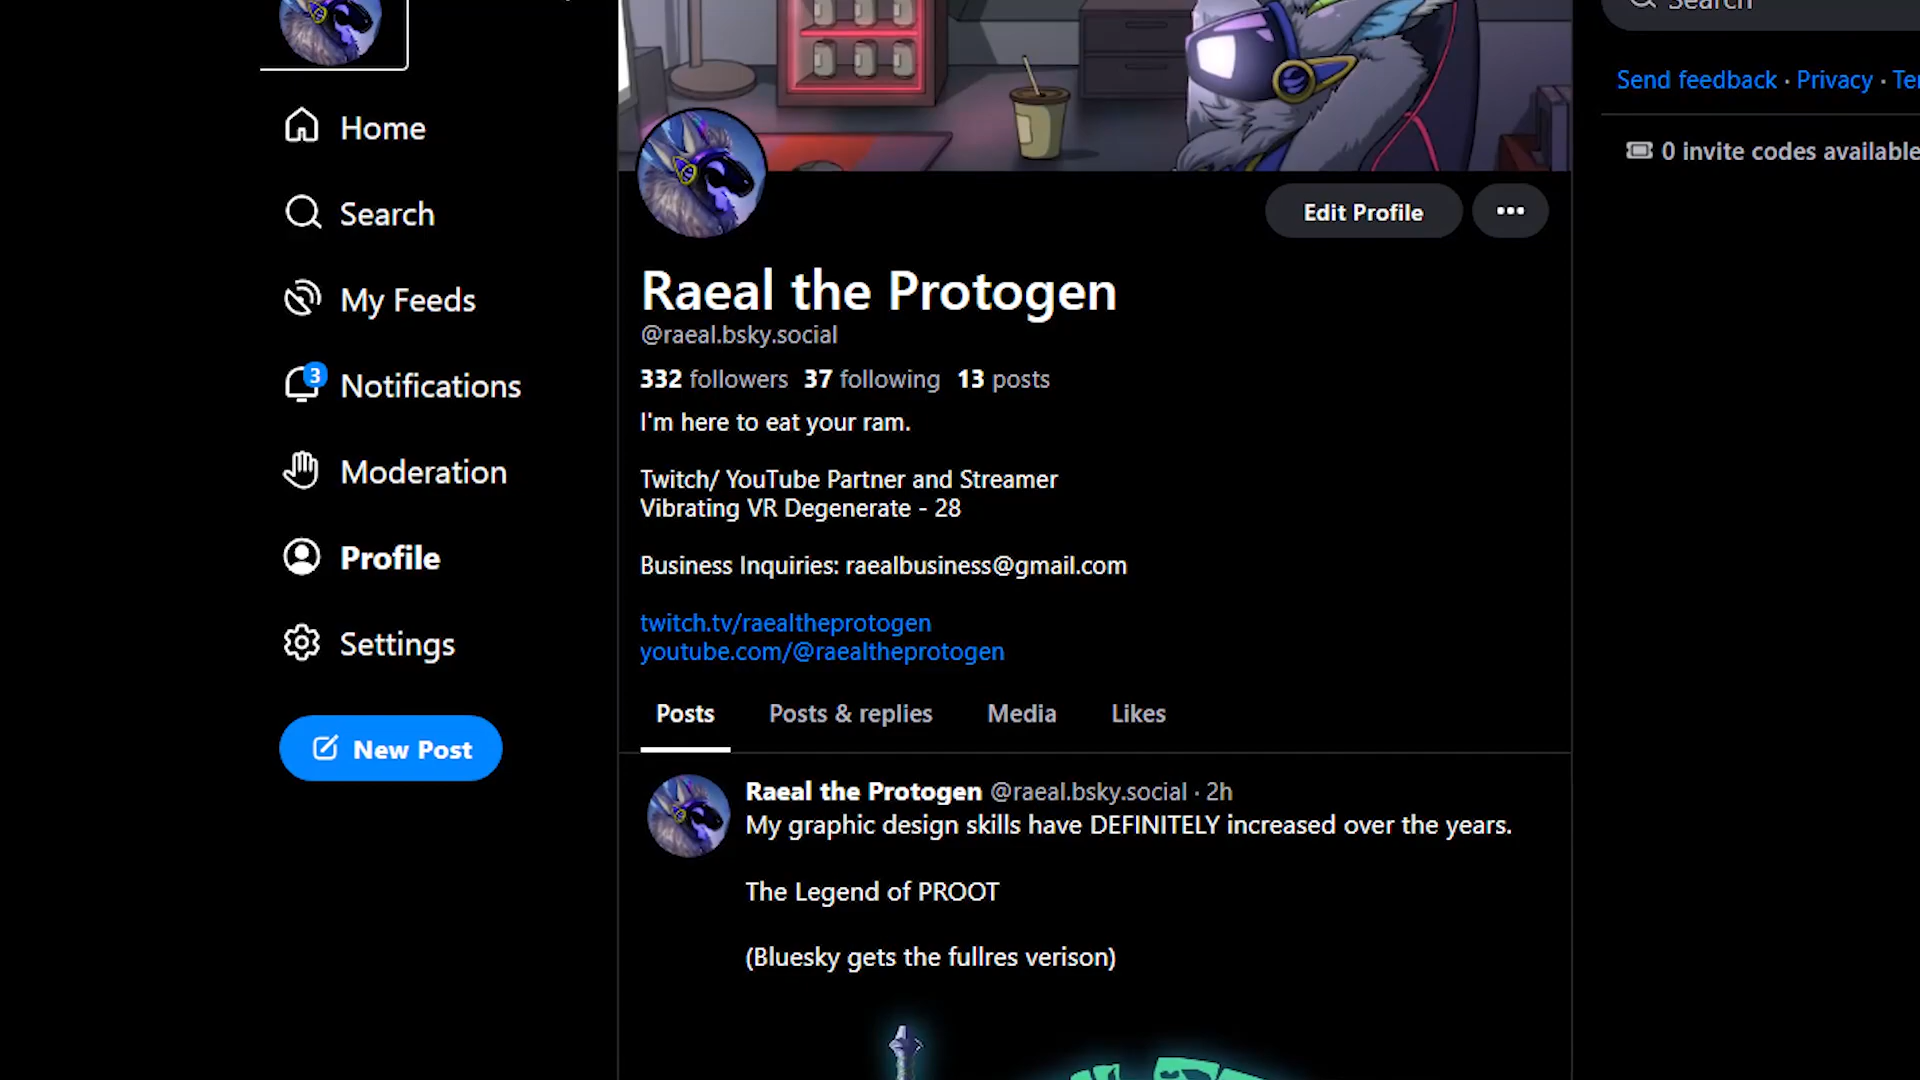 Home
Search
My Feeds
3
Notifications
Moderation
Profile
Settings
New Post
Edit Profile
Raeal the Protogen
@raeal.bsky.social
332 followers 37 following 13 posts
I'm here to eat your ram.
Twitch/ YouTube Partner and Streamer
Vibrating VR Degenerate - 28
Business Inquiries: raealbusiness@gmail.com
twitch.tv/raealtheprotogen
youtube.com/@raealtheprotogen
Posts Posts & replies Media Likes
Raeal the Protogen @raeal.bsky.social · 2h
My graphic design skills have DEFINITELY increased over the years.
The Legend of PROOT
(Bluesky gets the fullres verison)
Search
Send feedback · Privacy · Te
0 invite codes available